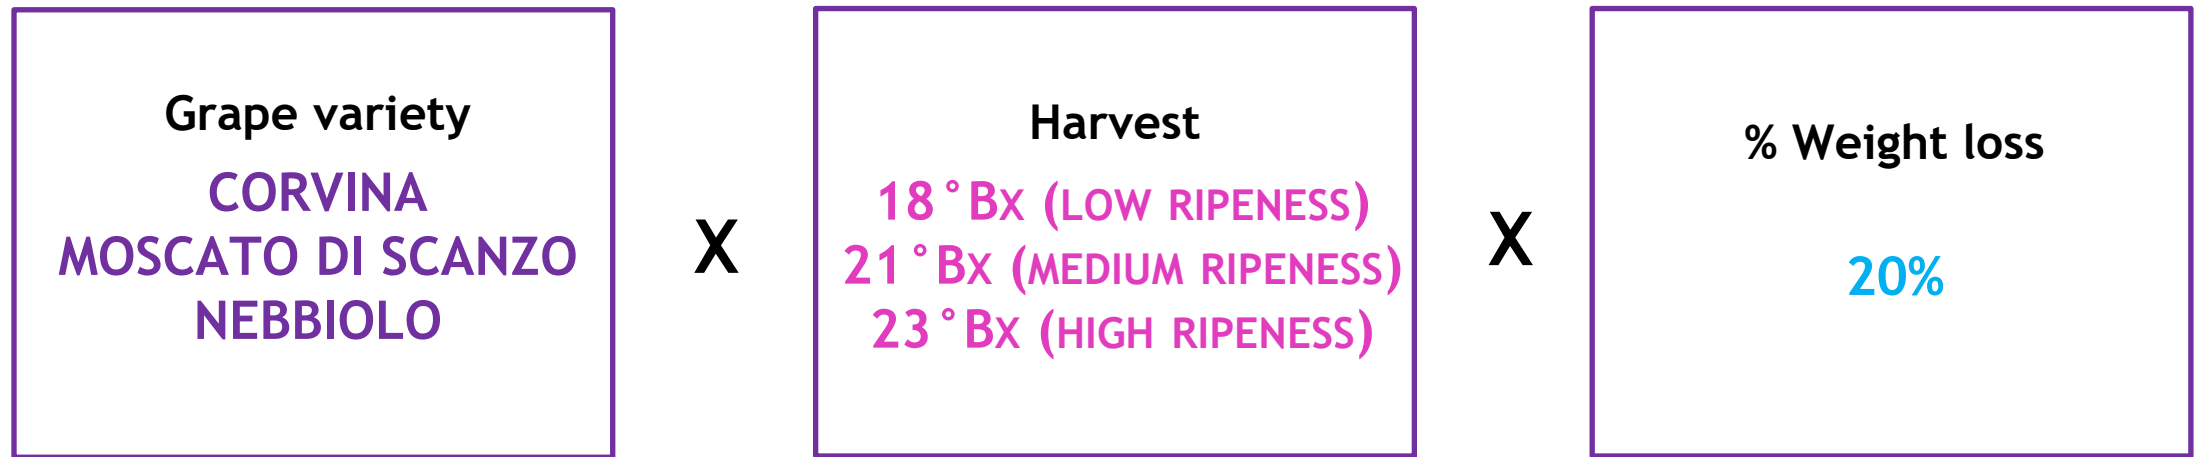 Grape variety
CORVINA
MOSCATO DI SCANZO
NEBBIOLO
X
Harvest
18°BX (LOW RIPENESS)
21°BX (MEDIUM RIPENESS)
23°BX (HIGH RIPENESS)
X
% Weight loss
20%